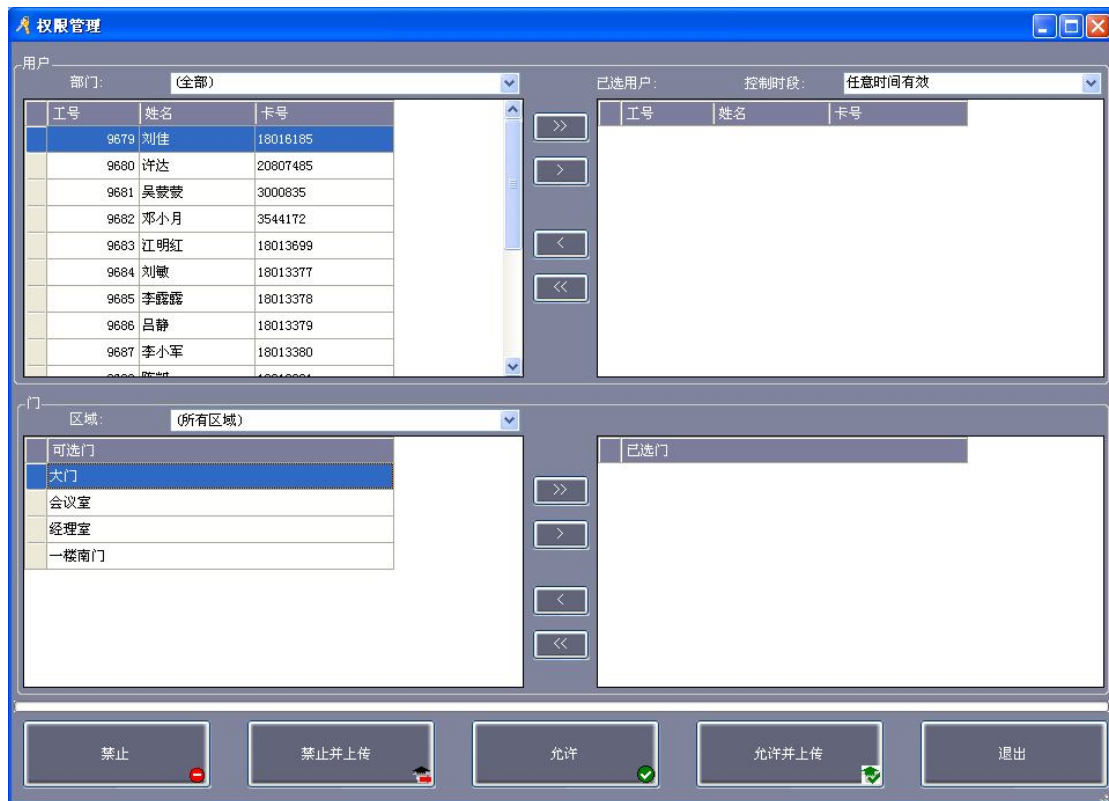 权限管理
用户
部门: (全部) 已选用户: 控制时段: 任意时间有效
工号 姓名 卡号 >> 工号 姓名 卡号
9679 刘佳 18016185
9680 许达 20807485 >
9681 吴荧荧 3000835
9682 邓小月 3544172
9683 江明红 18013699 <
9684 刘敏 18013377
9685 李露露 18013378 <<
9686 吕静 18013379
9687 李小军 18013380
门
区域: (所有区域)
可选门 已选门
大门 >>
会议室
经理室 >
一楼南门
<
<<
禁止 禁止并上传 允许 允许并上传 退出